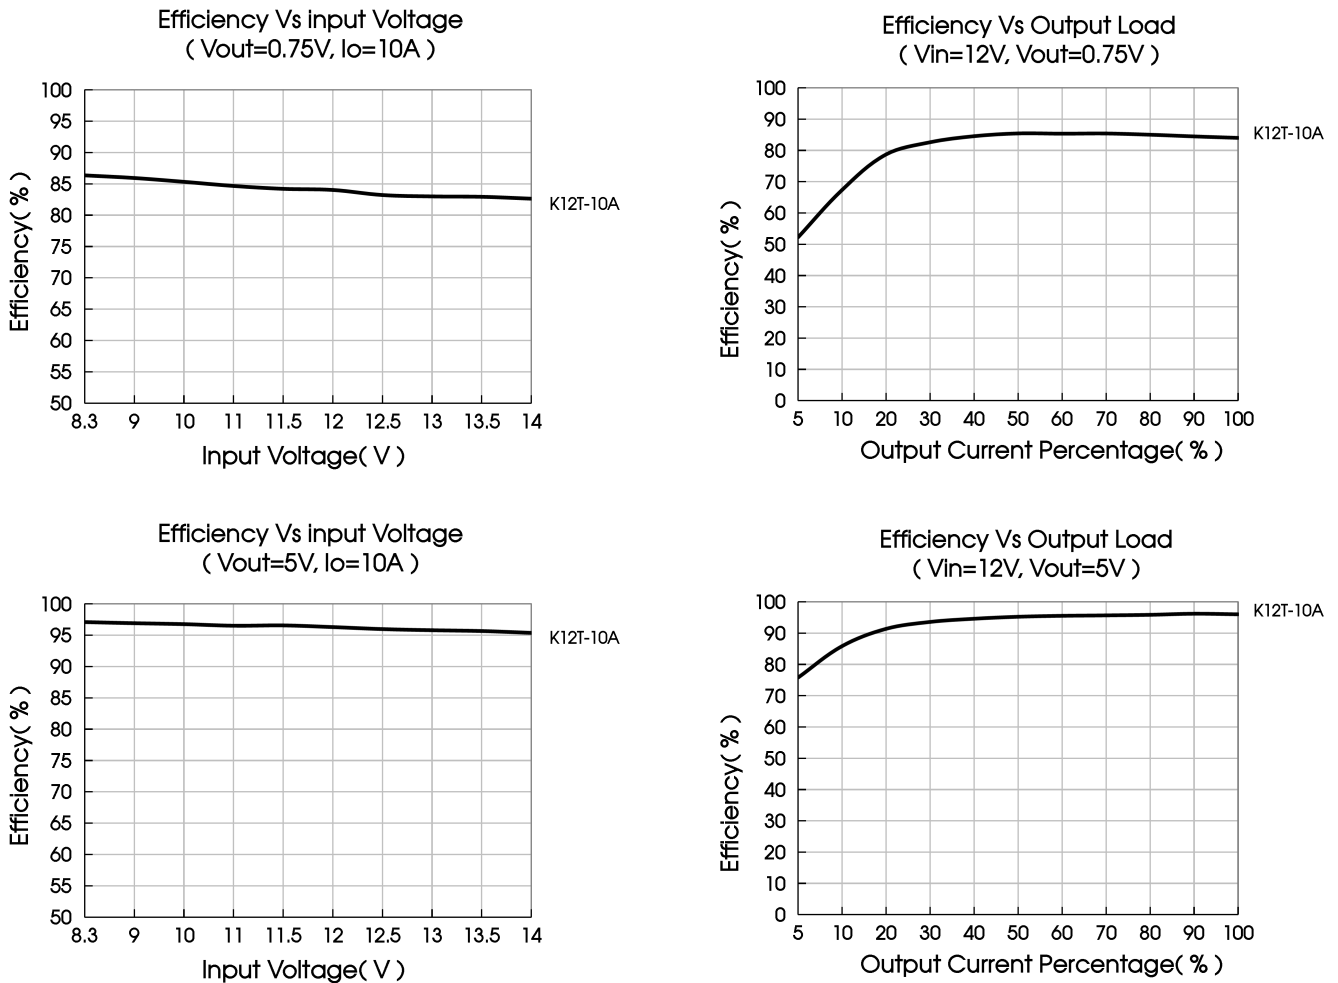 Efficiency Vs input Voltage
( Vout=0.75V, Io=10A )
100
95
90
85
80
75
70
65
60
55
50
8.3 9 10 11 11.5 12 12.5 13 13.5 14
Efficiency( % )
Input Voltage( V )
K12T-10A
Efficiency Vs Output Load
( Vin=12V, Vout=0.75V )
100
90
80
70
60
50
40
30
20
10
0
5 10 20 30 40 50 60 70 80 90 100
Efficiency( % )
Output Current Percentage( % )
K12T-10A
Efficiency Vs input Voltage
( Vout=5V, Io=10A )
100
95
90
85
80
75
70
65
60
55
50
8.3 9 10 11 11.5 12 12.5 13 13.5 14
Efficiency( % )
Input Voltage( V )
K12T-10A
Efficiency Vs Output Load
( Vin=12V, Vout=5V )
100
90
80
70
60
50
40
30
20
10
0
5 10 20 30 40 50 60 70 80 90 100
Efficiency( % )
Output Current Percentage( % )
K12T-10A